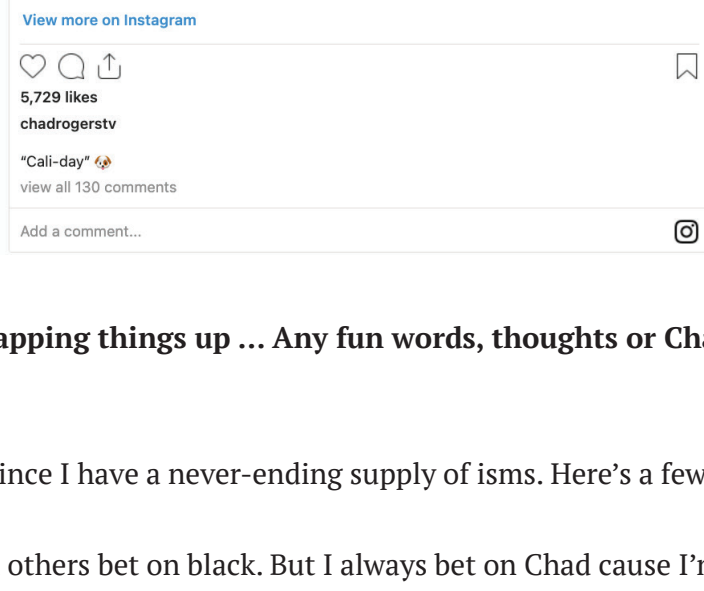 View more on Instagram
5,729 likes
chadrogerstv
“Cali-day” 🐶
view all 130 comments
Add a comment...
apping things up … Any fun words, thoughts or Cha
ince I have a never-ending supply of isms. Here’s a few
others bet on black. But I always bet on Chad cause I’